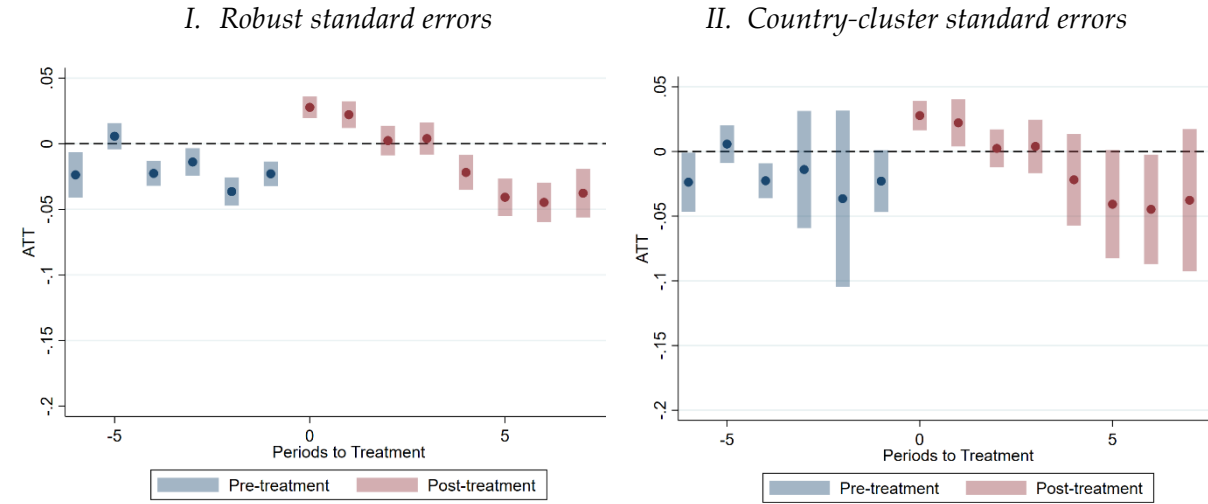 I. Robust standard errors
II. Country-cluster standard errors
ATT
.05
0
-.05
-.1
-.15
-.2
-5
0
5
Periods to Treatment
Pre-treatment
Post-treatment
ATT
.05
0
-.05
-.1
-.15
-.2
-5
0
5
Periods to Treatment
Pre-treatment
Post-treatment